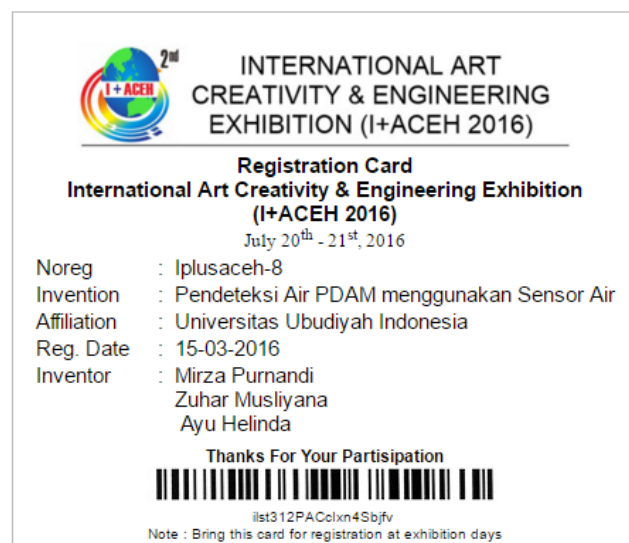 2nd
I + ACEH
INTERNATIONAL ART
CREATIVITY & ENGINEERING
EXHIBITION (I+ACEH 2016)
Registration Card
International Art Creativity & Engineering Exhibition
(I+ACEH 2016)
July 20th - 21st, 2016
Noreg : Iplusaceh-8
Invention : Pendeteksi Air PDAM menggunakan Sensor Air
Affiliation : Universitas Ubudiyah Indonesia
Reg. Date : 15-03-2016
Inventor : Mirza Purnandi
Zuhar Musliyana
Ayu Helinda
Thanks For Your Partisipation
ilst312PACclxn4Sbjfv
Note : Bring this card for registration at exhibition days